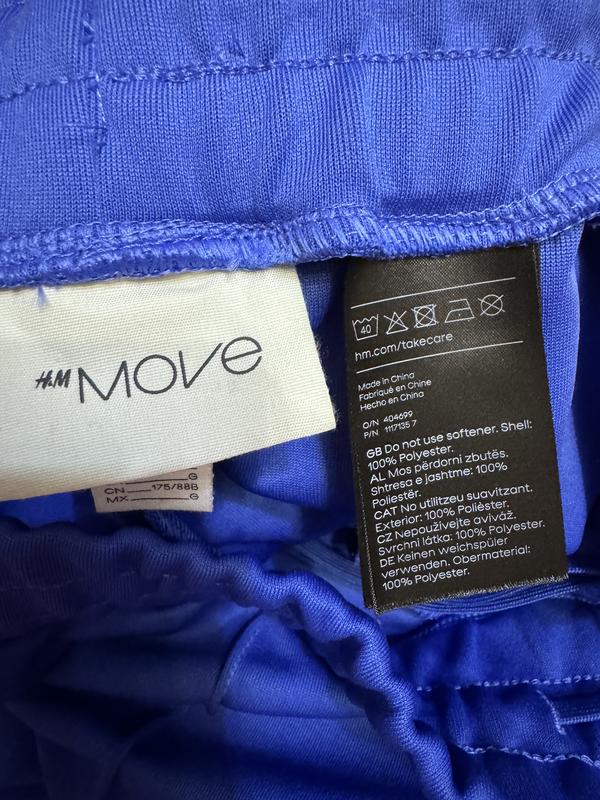 H&M MOVE
G
CN 175/88B
MX G
40
hm.com/takecare
Made in China
Fabriqué en Chine
Hecho en China
O/N 404699
P/N 1117135 7
GB Do not use softener. Shell:
100% Polyester.
AL Mos përdorni zbutës.
Shtresa e jashtme: 100%
Poliestër.
CAT No utilitzeu suavitzant.
Exterior: 100% Polièster.
CZ Nepoužívejte aviváž.
Svrchní látka: 100% Polyester.
DE Keinen weichspüler
verwenden. Obermaterial:
100% Polyester.